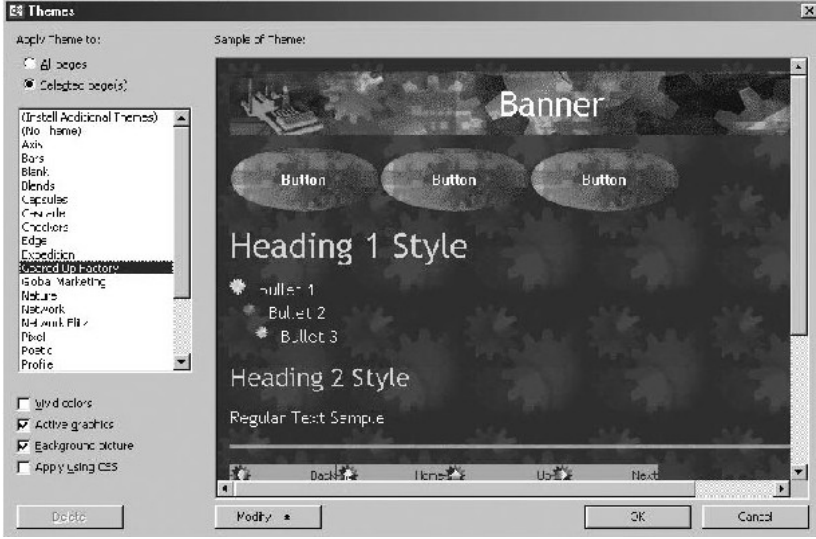 Themes
Apply Theme to:
All pages
Selected page(s)
(Install Additional Themes)
(No Theme)
Axis
Bars
Blank
Blends
Capsules
Cascade
Checkers
Edge
Expedition
Geared Up Factory
Global Marketing
Nature
Network
Network Blitz
Pixel
Poetic
Profile
Vivid colors
Active graphics
Background picture
Apply using CSS
Delete
Sample of Theme:
Banner
Button Button Button
Heading 1 Style
Bullet 1
Bullet 2
Bullet 3
Heading 2 Style
Regular Text Sample
Back Home Up Next
Modify
OK Cancel